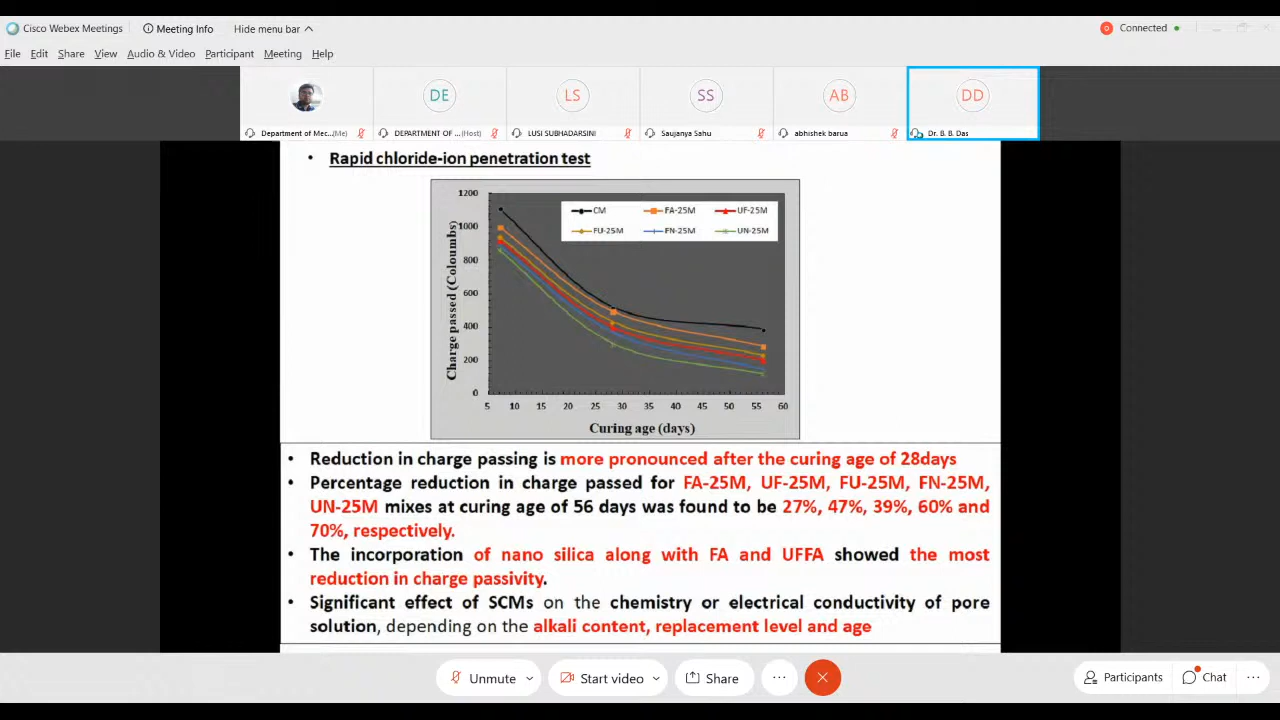 Cisco Webex Meetings
Meeting Info
Hide menu bar
Connected
File Edit Share View Audio & Video Participant Meeting Help
DE LS SS AB DD
Department of Mec...(Me) DEPARTMENT OF ...(Host) LUSI SUBHADARSINI Saujanya Sahu abhishek barua Dr. B. B. Das
• Rapid chloride-ion penetration test
1200
1000
800
600
400
200
0
Charge passed (Coloumbs)
CM FA-25M UF-25M
FU-25M FN-25M UN-25M
5 10 15 20 25 30 35 40 45 50 55 60
Curing age (days)
• Reduction in charge passing is more pronounced after the curing age of 28days
• Percentage reduction in charge passed for FA-25M, UF-25M, FU-25M, FN-25M,
UN-25M mixes at curing age of 56 days was found to be 27%, 47%, 39%, 60% and
70%, respectively.
• The incorporation of nano silica along with FA and UFFA showed the most
reduction in charge passivity.
• Significant effect of SCMs on the chemistry or electrical conductivity of pore
solution, depending on the alkali content, replacement level and age
Unmute Start video Share ... Participants Chat ...